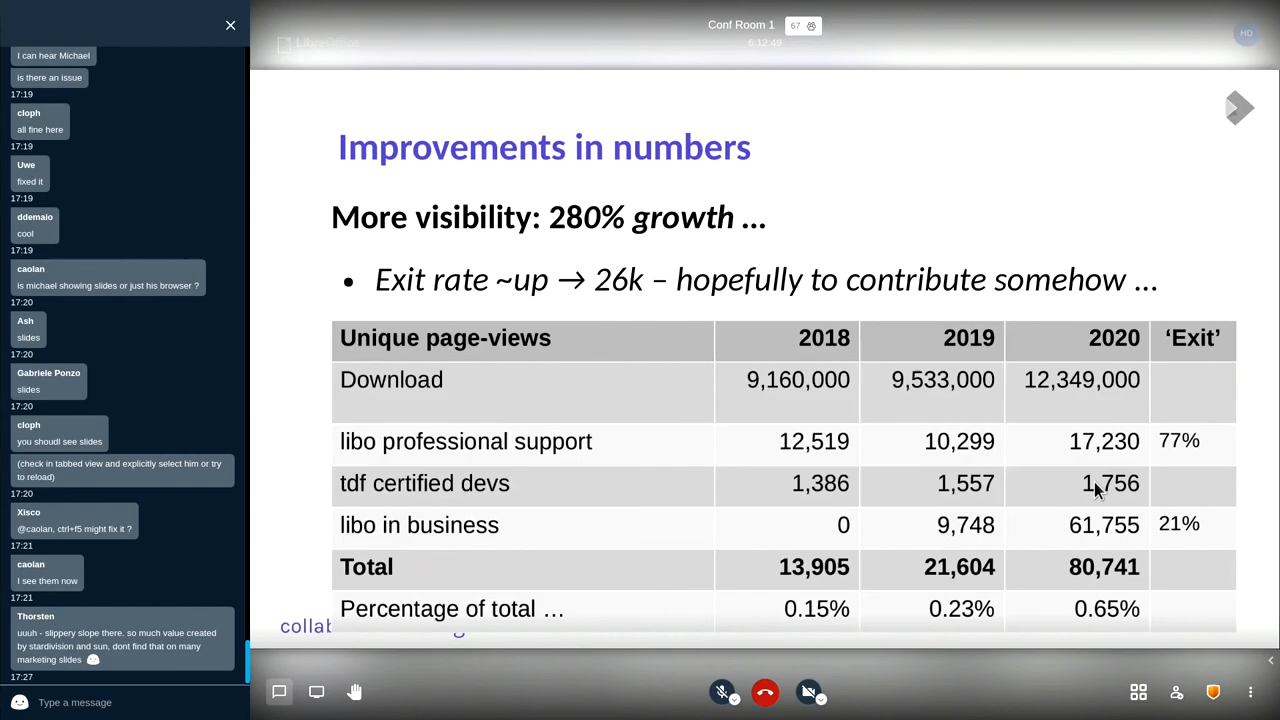 I can hear Michael
is there an issue
17:19
cloph
all fine here
17:19
Uwe
fixed it
17:19
ddemaio
cool
17:19
caolan
is michael showing slides or just his browser ?
17:20
Ash
slides
17:20
Gabriele Ponzo
slides
17:20
cloph
you shoudl see slides
(check in tabbed view and explicitly select him or try
to reload)
17:20
Xisco
@caolan, ctrl+f5 might fix it ?
17:21
caolan
I see them now
17:21
Thorsten
uuuh - slippery slope there. so much value created
by stardivision and sun, dont find that on many
marketing slides
17:27
Type a message
Conf Room 1 67
6:12:49
LibreOffice
HD
Improvements in numbers
More visibility: 280% growth ...
• Exit rate ~up → 26k – hopefully to contribute somehow ...
Unique page-views 2018 2019 2020 ‘Exit’
Download 9,160,000 9,533,000 12,349,000
libo professional support 12,519 10,299 17,230 77%
tdf certified devs 1,386 1,557 1,756
libo in business 0 9,748 61,755 21%
Total 13,905 21,604 80,741
Percentage of total … 0.15% 0.23% 0.65%
collab